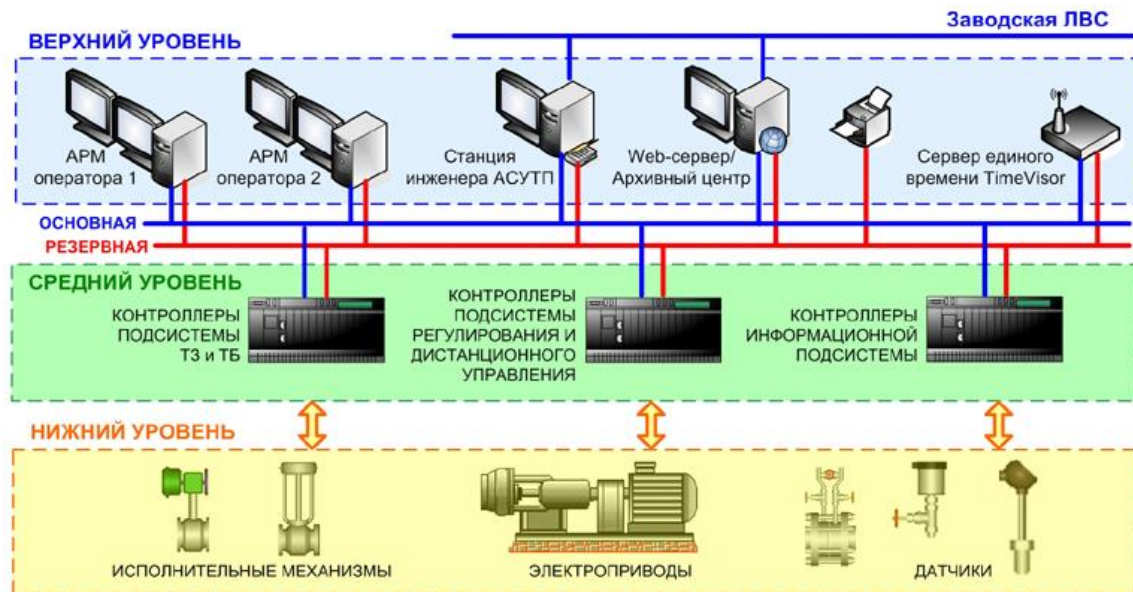 Заводская ЛВС
ВЕРХНИЙ УРОВЕНЬ
АРМ
оператора 1
АРМ
оператора 2
Станция
инженера АСУТП
Web-сервер/
Архивный центр
Сервер единого
времени TimeVisor
ОСНОВНАЯ
РЕЗЕРВНАЯ
СРЕДНИЙ УРОВЕНЬ
КОНТРОЛЛЕРЫ
ПОДСИСТЕМЫ
ТЗ и ТБ
КОНТРОЛЛЕРЫ
ПОДСИСТЕМЫ
РЕГУЛИРОВАНИЯ И
ДИСТАНЦИОННОГО
УПРАВЛЕНИЯ
КОНТРОЛЛЕРЫ
ИНФОРМАЦИОННОЙ
ПОДСИСТЕМЫ
НИЖНИЙ УРОВЕНЬ
ИСПОЛНИТЕЛЬНЫЕ МЕХАНИЗМЫ
ЭЛЕКТРОПРИВОДЫ
ДАТЧИКИ